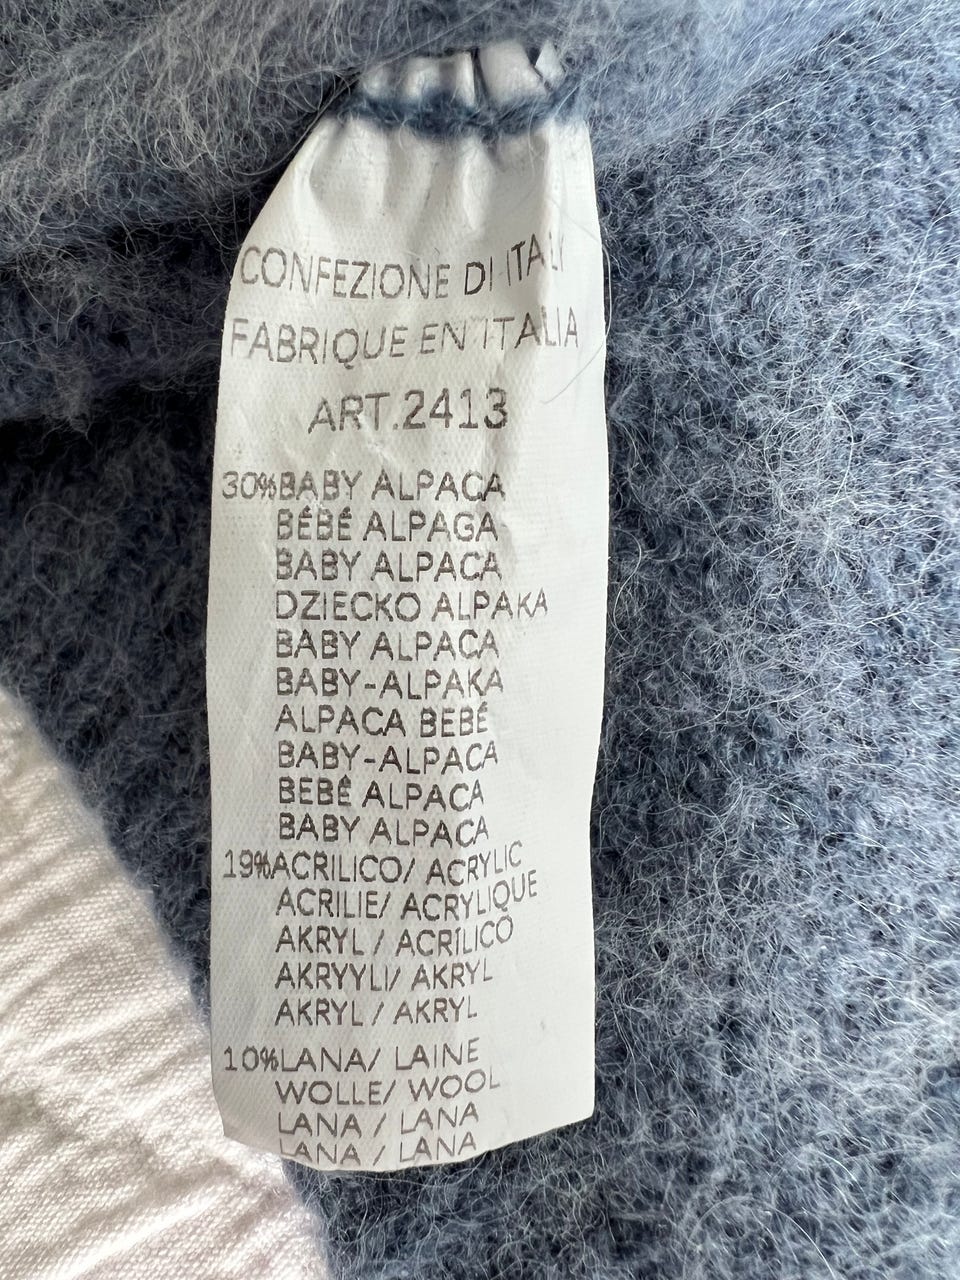 CONFEZIONE DI ITALI
FABRIQUE EN ITALIA
ART.2413
30%BABY ALPACA
BÉBÉ ALPAGA
BABY ALPACA
DZIECKO ALPAKA
BABY ALPACA
BABY-ALPAKA
ALPACA BEBÉ
BABY-ALPACA
BEBÊ ALPACA
BABY ALPACA
19%ACRILICO/ ACRYLIC
ACRILIE/ ACRYLIQUE
AKRYL / ACRÍLICO
AKRYYLI/ AKRYL
AKRYL / AKRYL
10%LANA/ LAINE
WOLLE/ WOOL
LANA / LANA
LANA / LANA